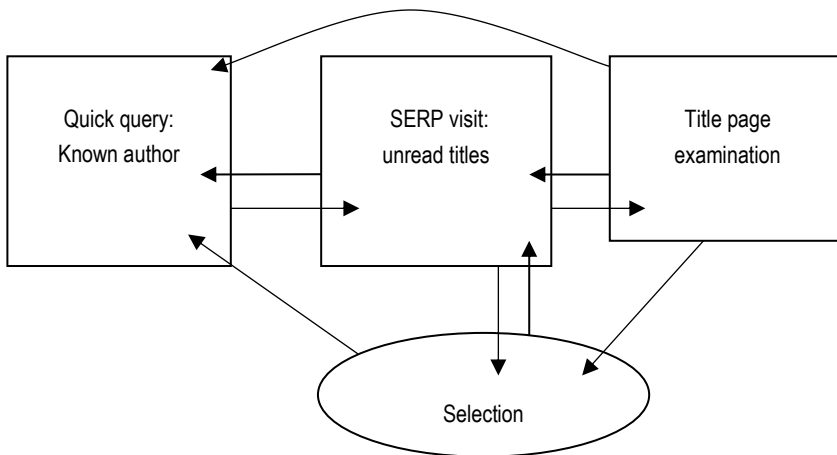 Quick query:
Known author
SERP visit:
unread titles
Title page
examination
Selection